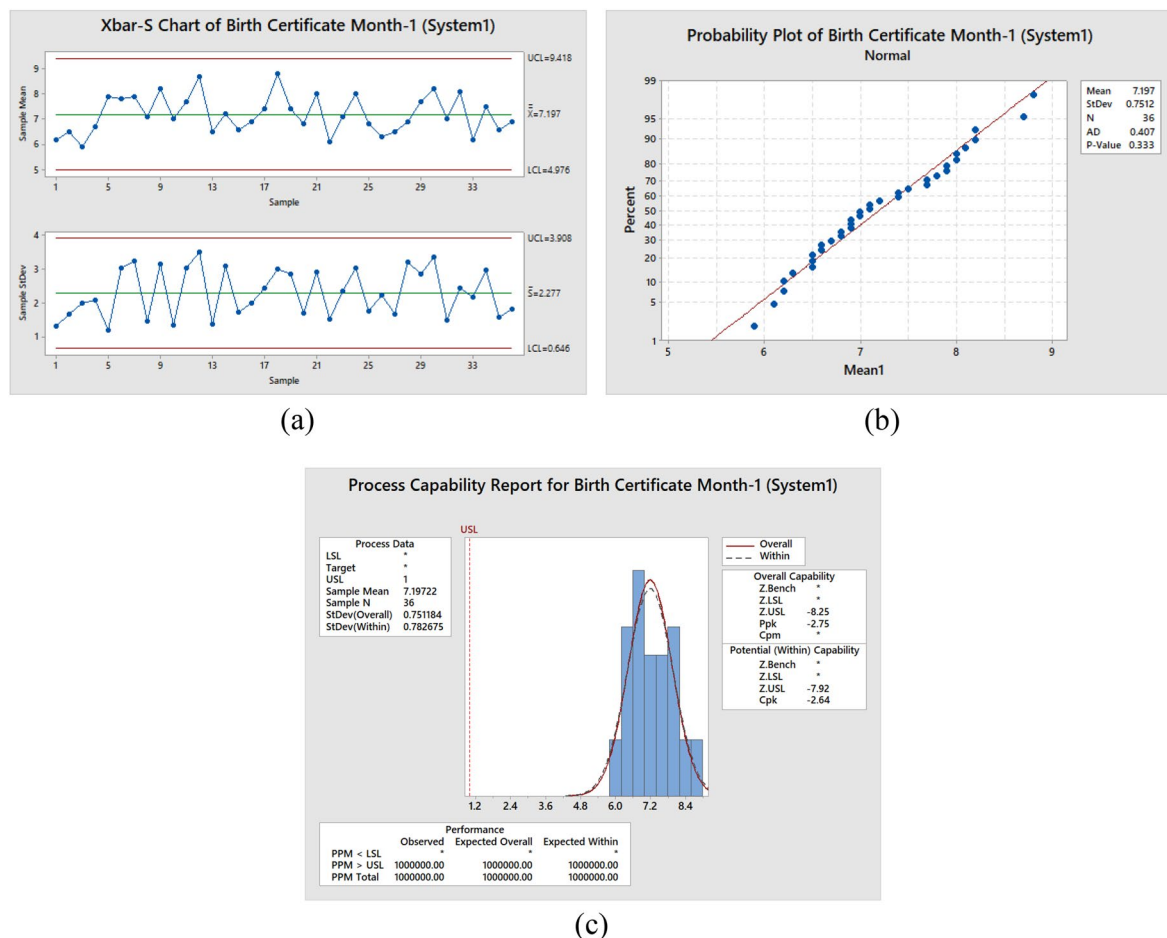 Xbar-S Chart of Birth Certificate Month-1 (System1)
Sample Mean
9
8
7
6
5
UCL=9.418
X̿=7.197
LCL=4.976
1 5 9 13 17 21 25 29 33
Sample
Sample StDev
4
3
2
1
UCL=3.908
S̅=2.277
LCL=0.646
1 5 9 13 17 21 25 29 33
Sample
(a)
Probability Plot of Birth Certificate Month-1 (System1)
Normal
Percent
99
95
90
80
70
60
50
40
30
20
10
5
1
5 6 7 8 9
Mean1
Mean 7.197
StDev 0.7512
N 36
AD 0.407
P-Value 0.333
(b)
Process Capability Report for Birth Certificate Month-1 (System1)
USL
Process Data
LSL *
Target *
USL 1
Sample Mean 7.19722
Sample N 36
StDev(Overall) 0.751184
StDev(Within) 0.782675
Overall
Within
Overall Capability
Z.Bench *
Z.LSL *
Z.USL -8.25
Ppk -2.75
Cpm *
Potential (Within) Capability
Z.Bench *
Z.LSL *
Z.USL -7.92
Cpk -2.64
1.2 2.4 3.6 4.8 6.0 7.2 8.4
Performance
Observed Expected Overall Expected Within
PPM < LSL * * *
PPM > USL 1000000.00 1000000.00 1000000.00
PPM Total 1000000.00 1000000.00 1000000.00
(c)